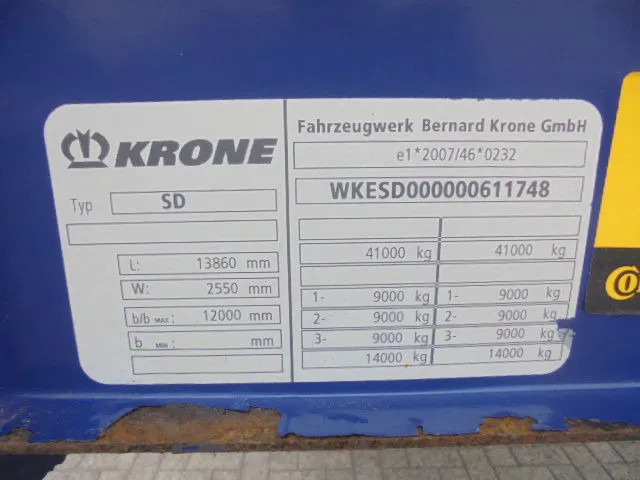 KRONE
Typ SD
L: 13860 mm
W: 2550 mm
b/b MAX: 12000 mm
b MIN: mm
Fahrzeugwerk Bernard Krone GmbH
e1*2007/46*0232
WKESD000000611748
41000 kg 41000 kg
1- 9000 kg 1- 9000 kg
2- 9000 kg 2- 9000 kg
3- 9000 kg 3- 9000 kg
14000 kg 14000 kg